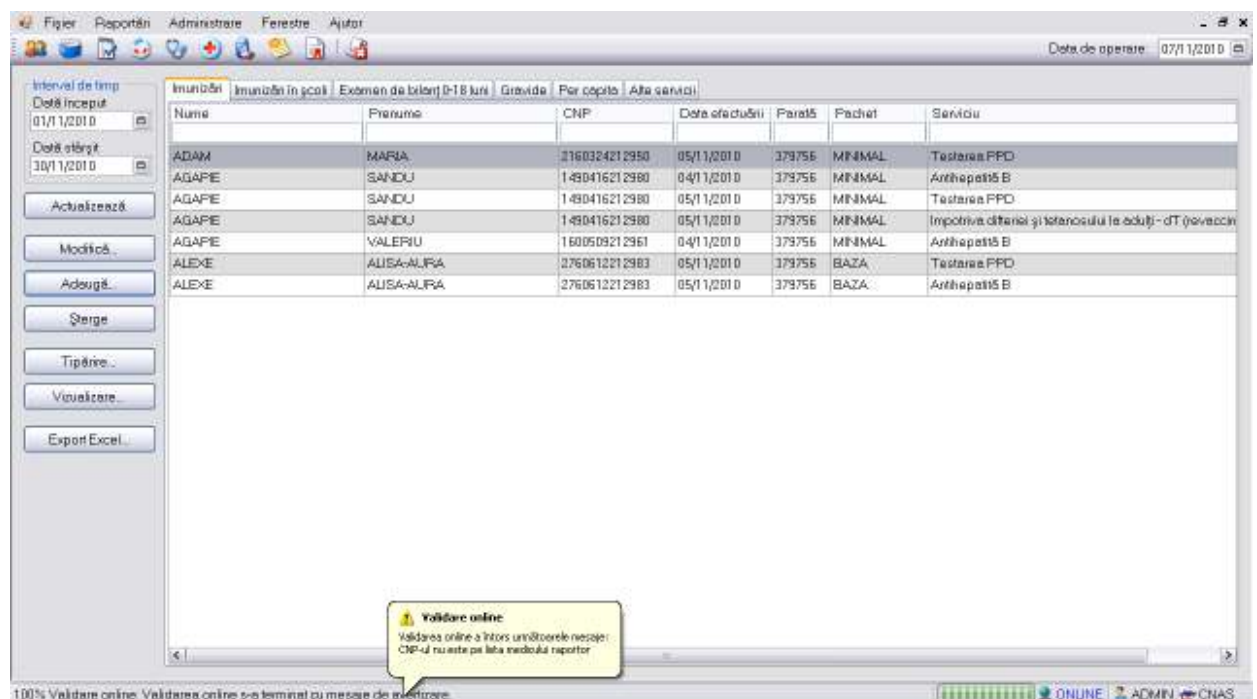 Fişier Raportări Administrare Ferestre Ajutor
Data de operare: 07/11/2010
Interval de timp
Dată început
01/11/2010
Dată sfârşit
30/11/2010
Actualizează
Modifică...
Adaugă...
Şterge
Tipărire...
Vizualizare...
Export Excel...
Imunizări Imunizări în şcoli Examen de bilanţ 0-18 luni Gravide Per capita Alte servicii
Nume Prenume CNP Data efectuării Parafă Pachet Serviciu
ADAM MARIA 2160324212950 05/11/2010 379756 MINIMAL Testarea PPD
AGAPIE SANDU 1490416212980 04/11/2010 379756 MINIMAL Antihepatită B
AGAPIE SANDU 1490416212980 05/11/2010 379756 MINIMAL Testarea PPD
AGAPIE SANDU 1490416212980 05/11/2010 379756 MINIMAL Impotriva difteriei şi tetanosului la adulţi - dT (revaccin
AGAPIE VALERIU 1600509212961 04/11/2010 379756 MINIMAL Antihepatită B
ALEXE ALISA-AURA 2760612212983 05/11/2010 379756 BAZA Testarea PPD
ALEXE ALISA-AURA 2760612212983 05/11/2010 379756 BAZA Antihepatită B
Validare online
Validarea online a întors următoarele mesaje:
CNP-ul nu este pe lista medicului raportor
100% Validare online: Validarea online s-a terminat cu mesaje de avertizare. ONLINE ADMIN CNAS